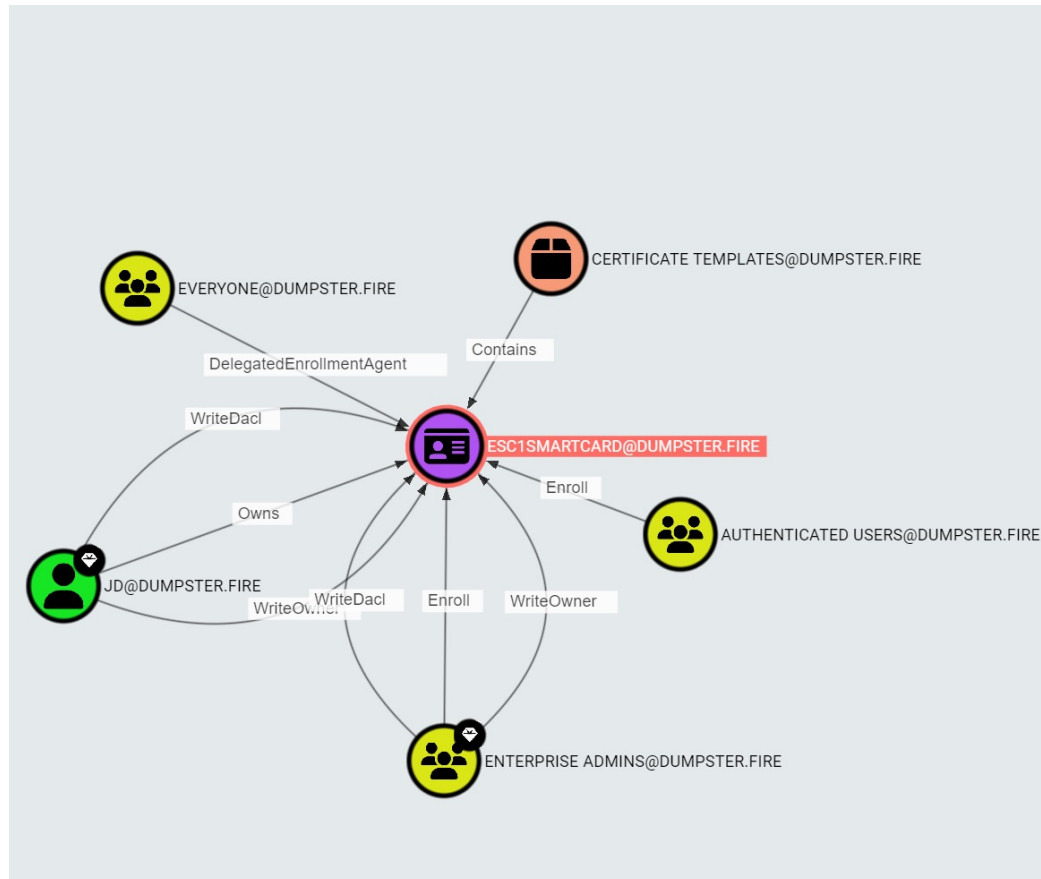 CERTIFICATE TEMPLATES@DUMPSTER.FIRE
EVERYONE@DUMPSTER.FIRE
Contains
DelegatedEnrollmentAgent
WriteDacl
ESC1SMARTCARD@DUMPSTER.FIRE
Enroll
Owns
AUTHENTICATED USERS@DUMPSTER.FIRE
JD@DUMPSTER.FIRE
WriteOwner
WriteDacl
Enroll
WriteOwner
ENTERPRISE ADMINS@DUMPSTER.FIRE